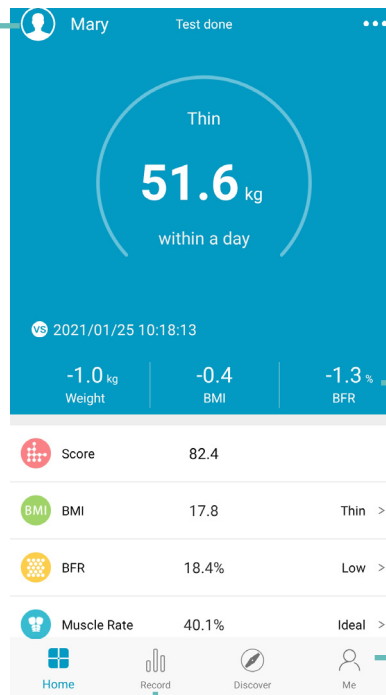 Mary Test done
Thin
51.6 kg
within a day
VS 2021/01/25 10:18:13
-1.0 kg -0.4 -1.3 %
Weight BMI BFR
Score 82.4
BMI BMI 17.8 Thin >
BFR 18.4% Low >
Muscle Rate 40.1% Ideal >
Home Record Discover Me